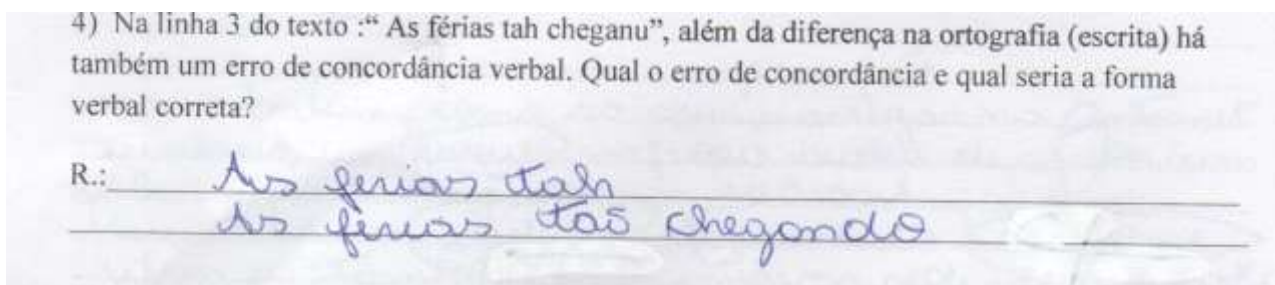 4) Na linha 3 do texto :“ As férias tah cheganu”, além da diferença na ortografia (escrita) há
também um erro de concordância verbal. Qual o erro de concordância e qual seria a forma
verbal correta?
R.: As ferias tah
As ferias taõ chegando